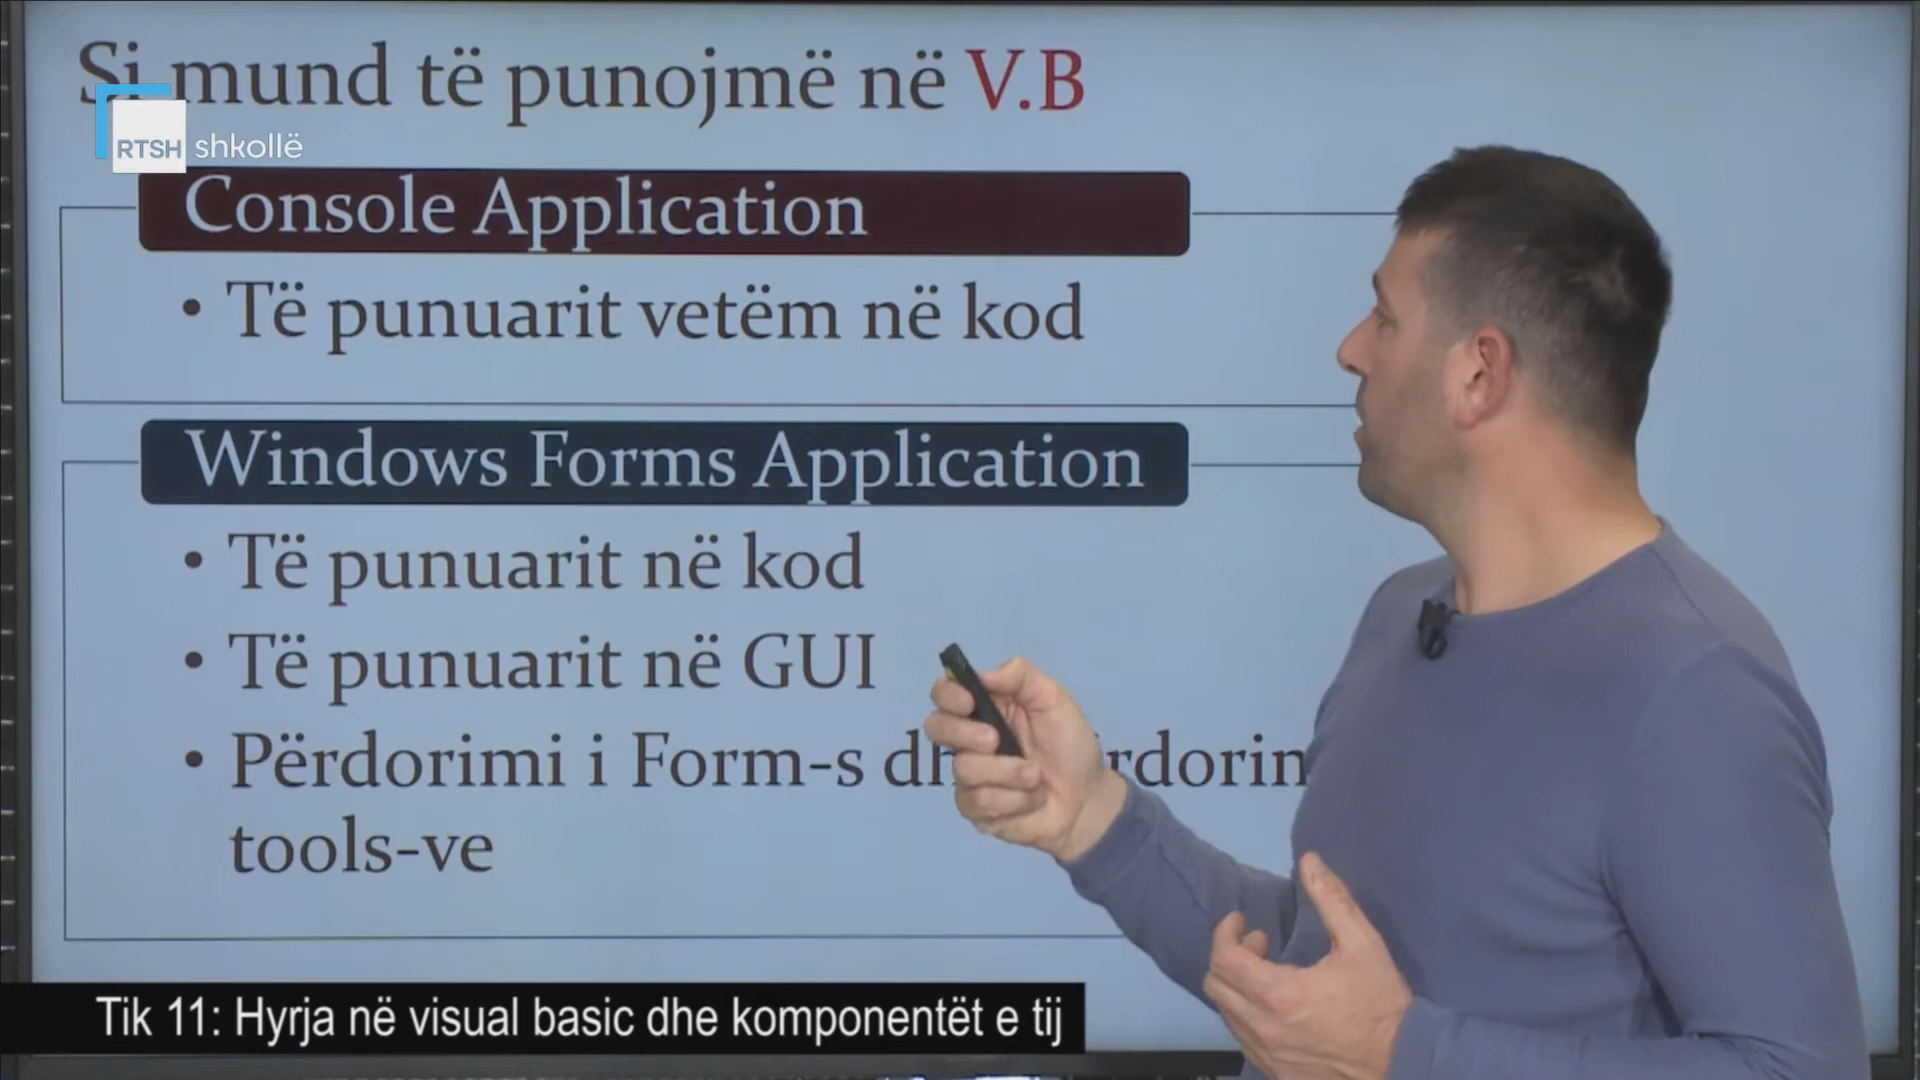 Si mund të punojmë në V.B
RTSH shkollë
Console Application
• Të punuarit vetëm në kod
Windows Forms Application
• Të punuarit në kod
• Të punuarit në GUI
• Përdorimi i Form-s
tools-ve
Tik 11: Hyrja në visual basic dhe komponentët e tij